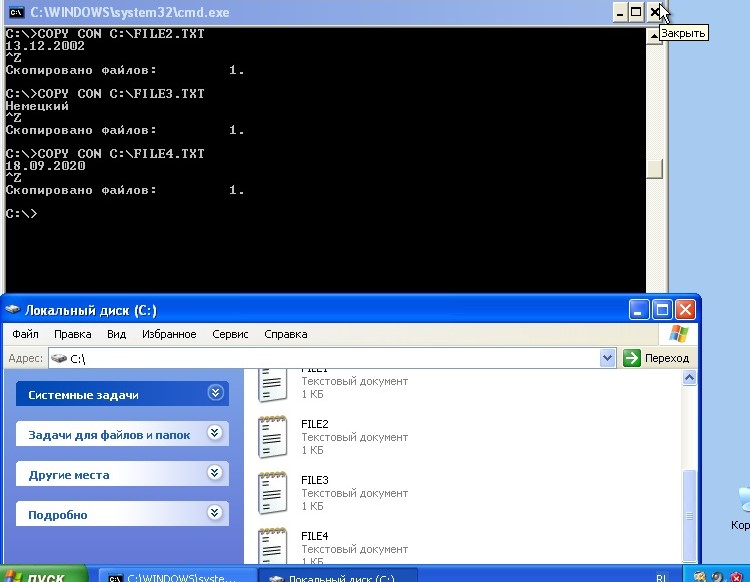 C:\WINDOWS\system32\cmd.exe
Закрыть
C:\>COPY CON C:\FILE2.TXT
13.12.2002
^Z
Скопировано файлов: 1.
C:\>COPY CON C:\FILE3.TXT
Немецкий
^Z
Скопировано файлов: 1.
C:\>COPY CON C:\FILE4.TXT
18.09.2020
^Z
Скопировано файлов: 1.
C:\>
Локальный диск (C:)
Файл Правка Вид Избранное Сервис Справка
Адрес: C:\ Переход
Системные задачи
Задачи для файлов и папок
Другие места
Подробно
FILE1
Текстовый документ
1 КБ
FILE2
Текстовый документ
1 КБ
FILE3
Текстовый документ
1 КБ
FILE4
Текстовый документ
1 КБ
Кор
пуск C:\WINDOWS\syste... Локальный диск (C:)